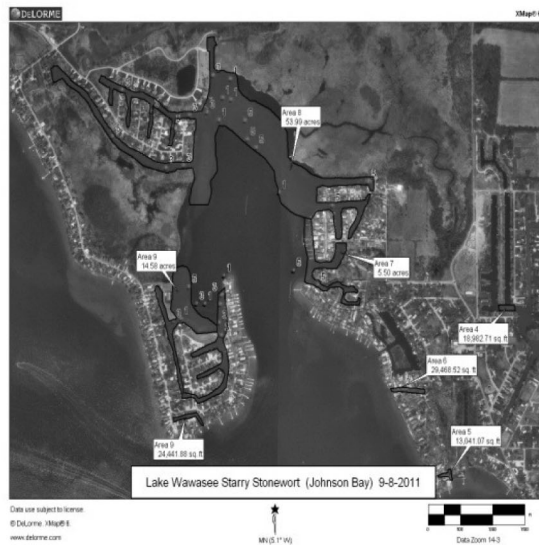 DELORME
XMap® 6
Area 8
53.99 acres
Area 9
14.58 acres
Area 7
5.50 acres
Area 4
18,982.71 sq. ft
Area 6
29,468.52 sq. ft
Area 5
13,041.07 sq. ft
Area 9
24,441.88 sq. ft
Lake Wawasee Starry Stonewort (Johnson Bay) 9-8-2011
Data use subject to license.
© DeLorme. XMap® 6.
www.delorme.com
MN (5.1° W)
Data Zoom 14-3